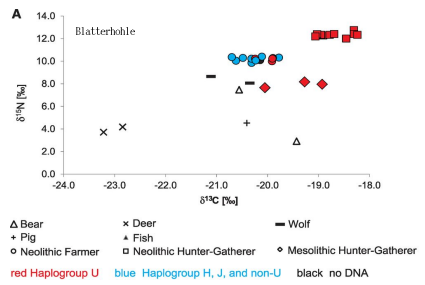 A
Blatterhohle
14.0
12.0
10.0
8.0
6.0
4.0
2.0
0.0
δ¹⁵N [‰]
-24.0 -23.0 -22.0 -21.0 -20.0 -19.0 -18.0
δ¹³C [‰]
Bear Deer Wolf
Pig Fish
Neolithic Farmer Neolithic Hunter-Gatherer Mesolithic Hunter-Gatherer
red Haplogroup U blue Haplogroup H, J, and non-U black no DNA